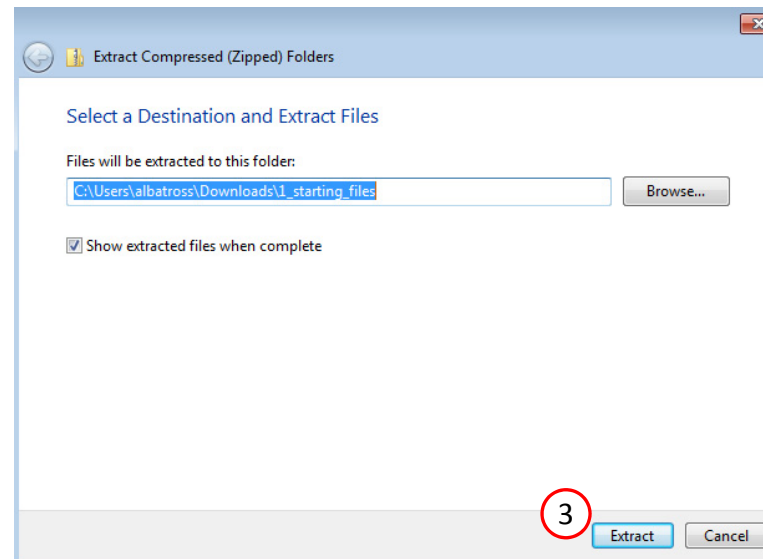 Extract Compressed (Zipped) Folders
Select a Destination and Extract Files
Files will be extracted to this folder:
C:\Users\albatross\Downloads\1_starting_files
Browse...
Show extracted files when complete
3
Extract
Cancel